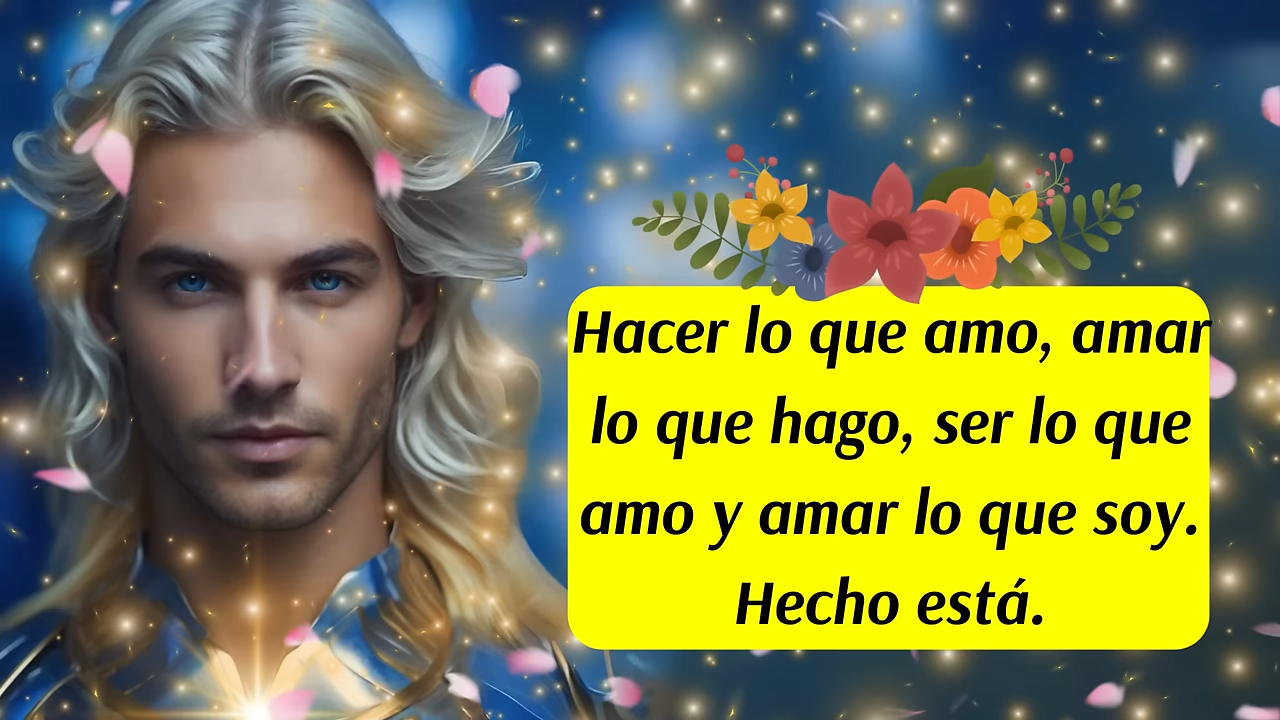 Hacer lo que amo, amar
lo que hago, ser lo que
amo y amar lo que soy.
Hecho está.